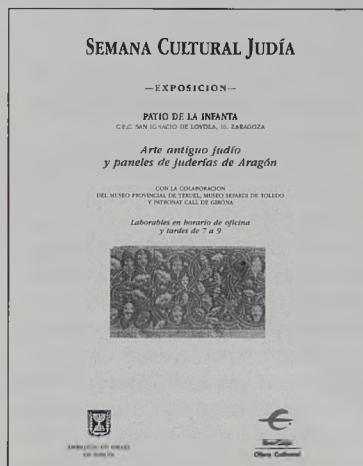 SEMANA CULTURAL JUDÍA
—EXPOSICION—
PATIO DE LA INFANTA
C.E.C. SAN IGNACIO DE LOYOLA, 16. ZARAGOZA
Arte antiguo judío
y paneles de juderías de Aragón
CON LA COLABORACION
DEL MUSEO PROVINCIAL DE TERUEL, MUSEO SEFARDI DE TOLEDO
Y PATRONAT CALL DE GIRONA
Laborables en horario de oficina
y tardes de 7 a 9
EMBAJADA DE ISRAEL
EN ESPAÑA
Obra Cultural